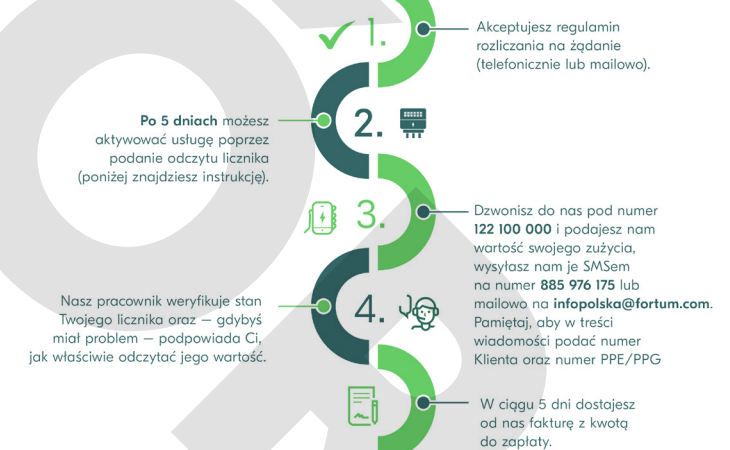 1.
Akceptujesz regulamin
rozliczania na żądanie
(telefonicznie lub mailowo).
2.
Po 5 dniach możesz
aktywować usługę poprzez
podanie odczytu licznika
(poniżej znajdziesz instrukcję).
3.
Dzwonisz do nas pod numer
122 100 000 i podajesz nam
wartość swojego zużycia,
wysyłasz nam je SMSem
na numer 885 976 175 lub
mailowo na infopolska@fortum.com.
Pamiętaj, aby w treści
wiadomości podać numer
Klienta oraz numer PPE/PPG
4.
Nasz pracownik weryfikuje stan
Twojego licznika oraz – gdybyś
miał problem – podpowiada Ci,
jak właściwie odczytać jego wartość.
W ciągu 5 dni dostajesz
od nas fakturę z kwotą
do zapłaty.